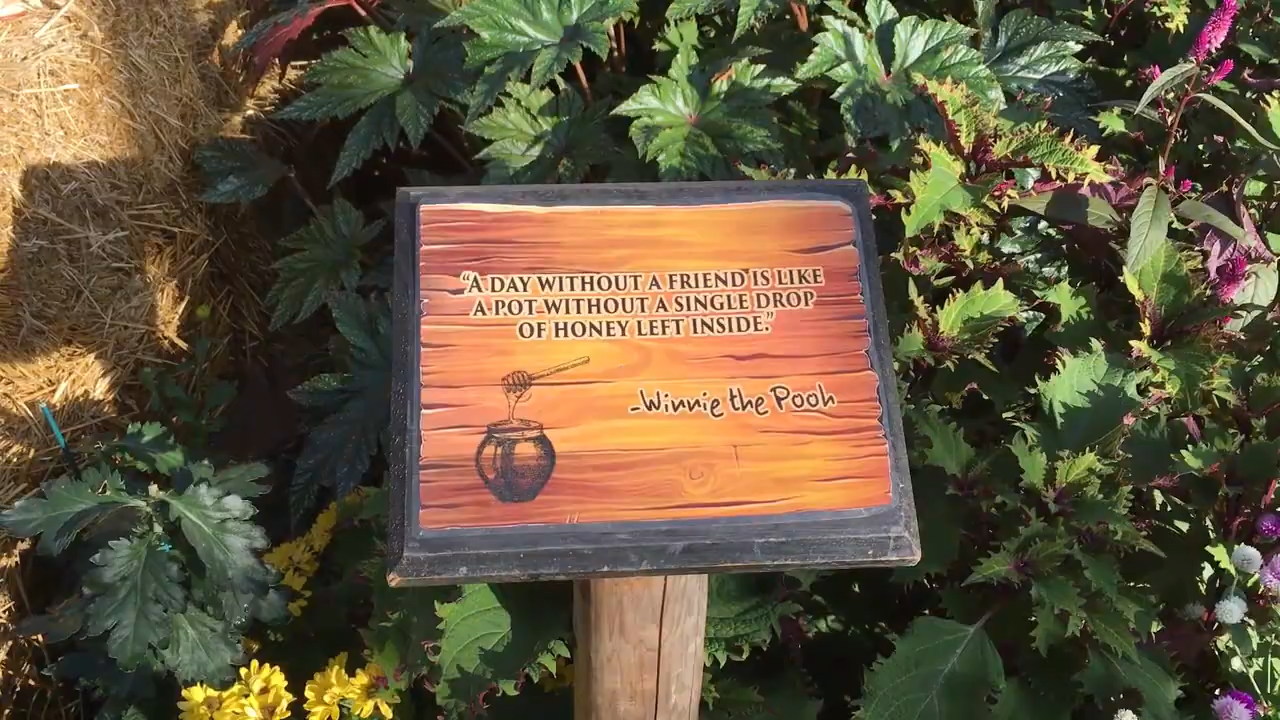 “A DAY WITHOUT A FRIEND IS LIKE
A POT WITHOUT A SINGLE DROP
OF HONEY LEFT INSIDE.”
-Winnie the Pooh